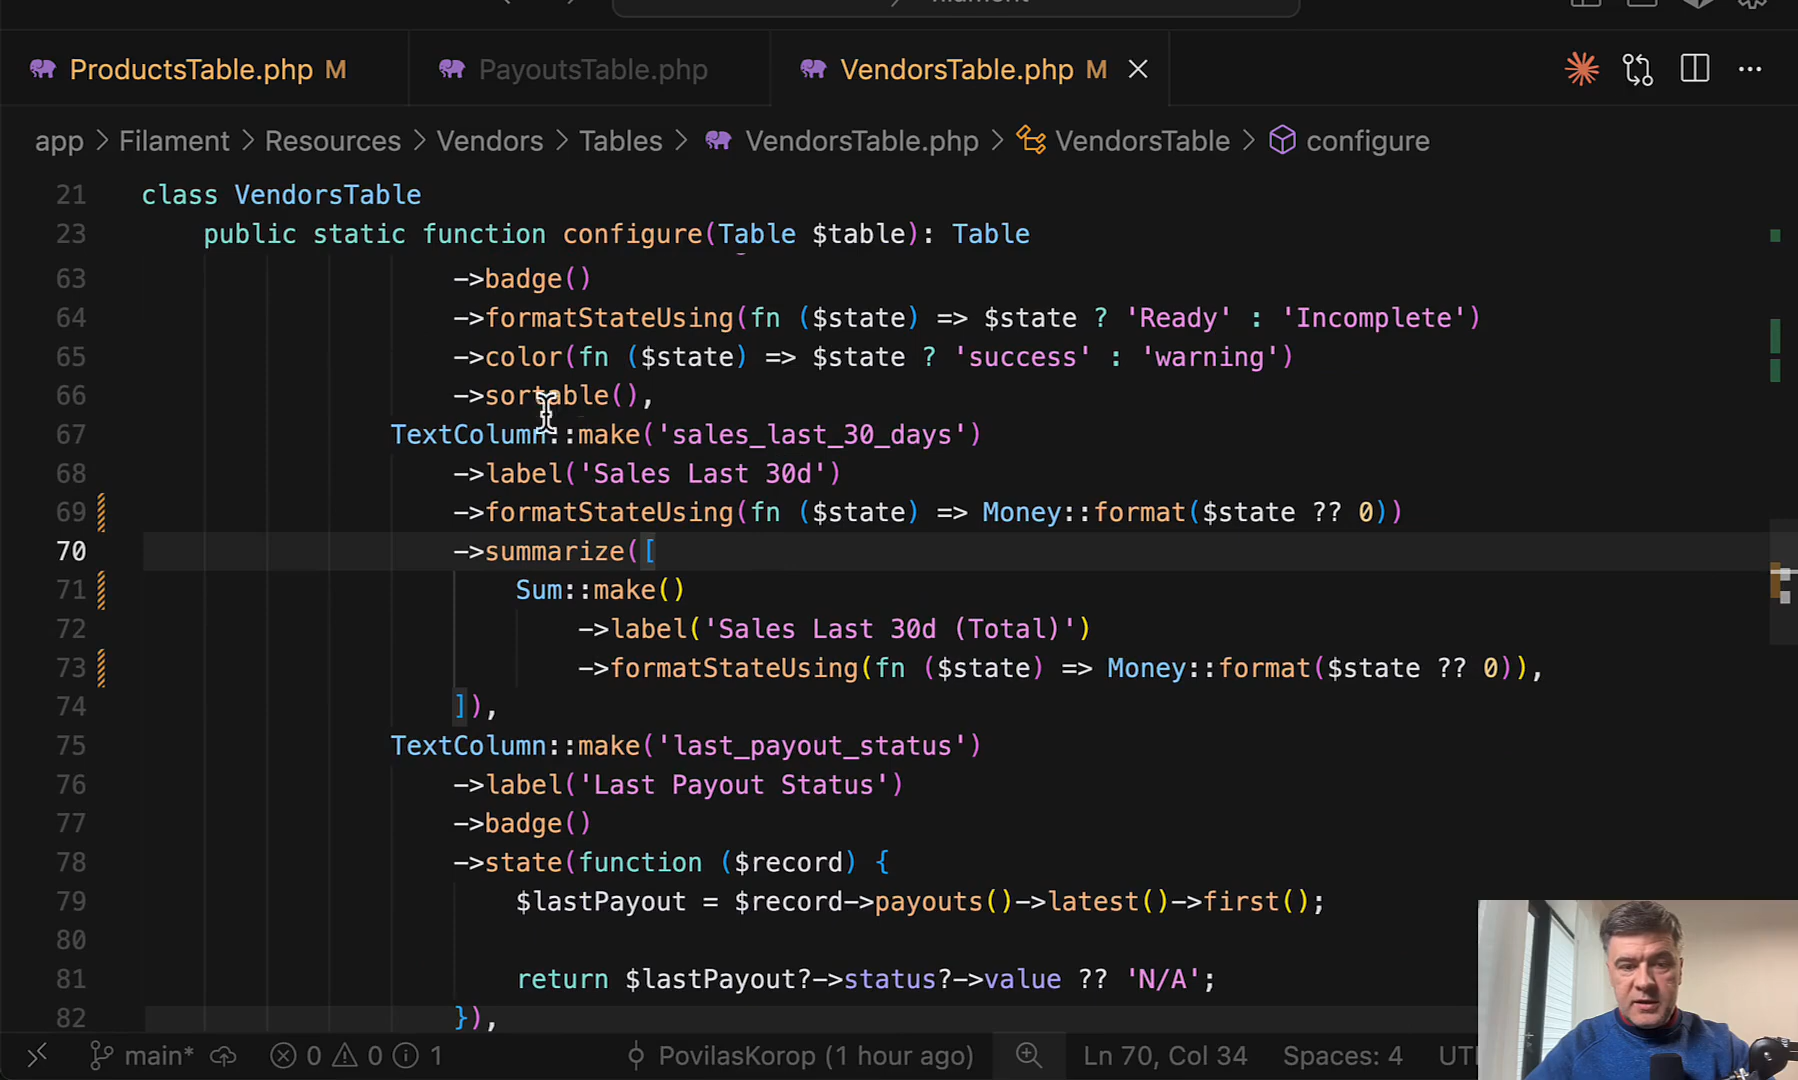 ProductsTable.php M
PayoutsTable.php
VendorsTable.php M
app > Filament > Resources > Vendors > Tables > VendorsTable.php > VendorsTable > configure
21 class VendorsTable
23 public static function configure(Table $table): Table
63 ->badge()
64 ->formatStateUsing(fn ($state) => $state ? 'Ready' : 'Incomplete')
65 ->color(fn ($state) => $state ? 'success' : 'warning')
66 ->sortable(),
67 TextColumn::make('sales_last_30_days')
68 ->label('Sales Last 30d')
69 ->formatStateUsing(fn ($state) => Money::format($state ?? 0))
70 ->summarize([
71 Sum::make()
72 ->label('Sales Last 30d (Total)')
73 ->formatStateUsing(fn ($state) => Money::format($state ?? 0)),
74 ]),
75 TextColumn::make('last_payout_status')
76 ->label('Last Payout Status')
77 ->badge()
78 ->state(function ($record) {
79 $lastPayout = $record->payouts()->latest()->first();
80
81 return $lastPayout?->status?->value ?? 'N/A';
82 }),
main* 0 0 1 PovilasKorop (1 hour ago) Ln 70, Col 34 Spaces: 4